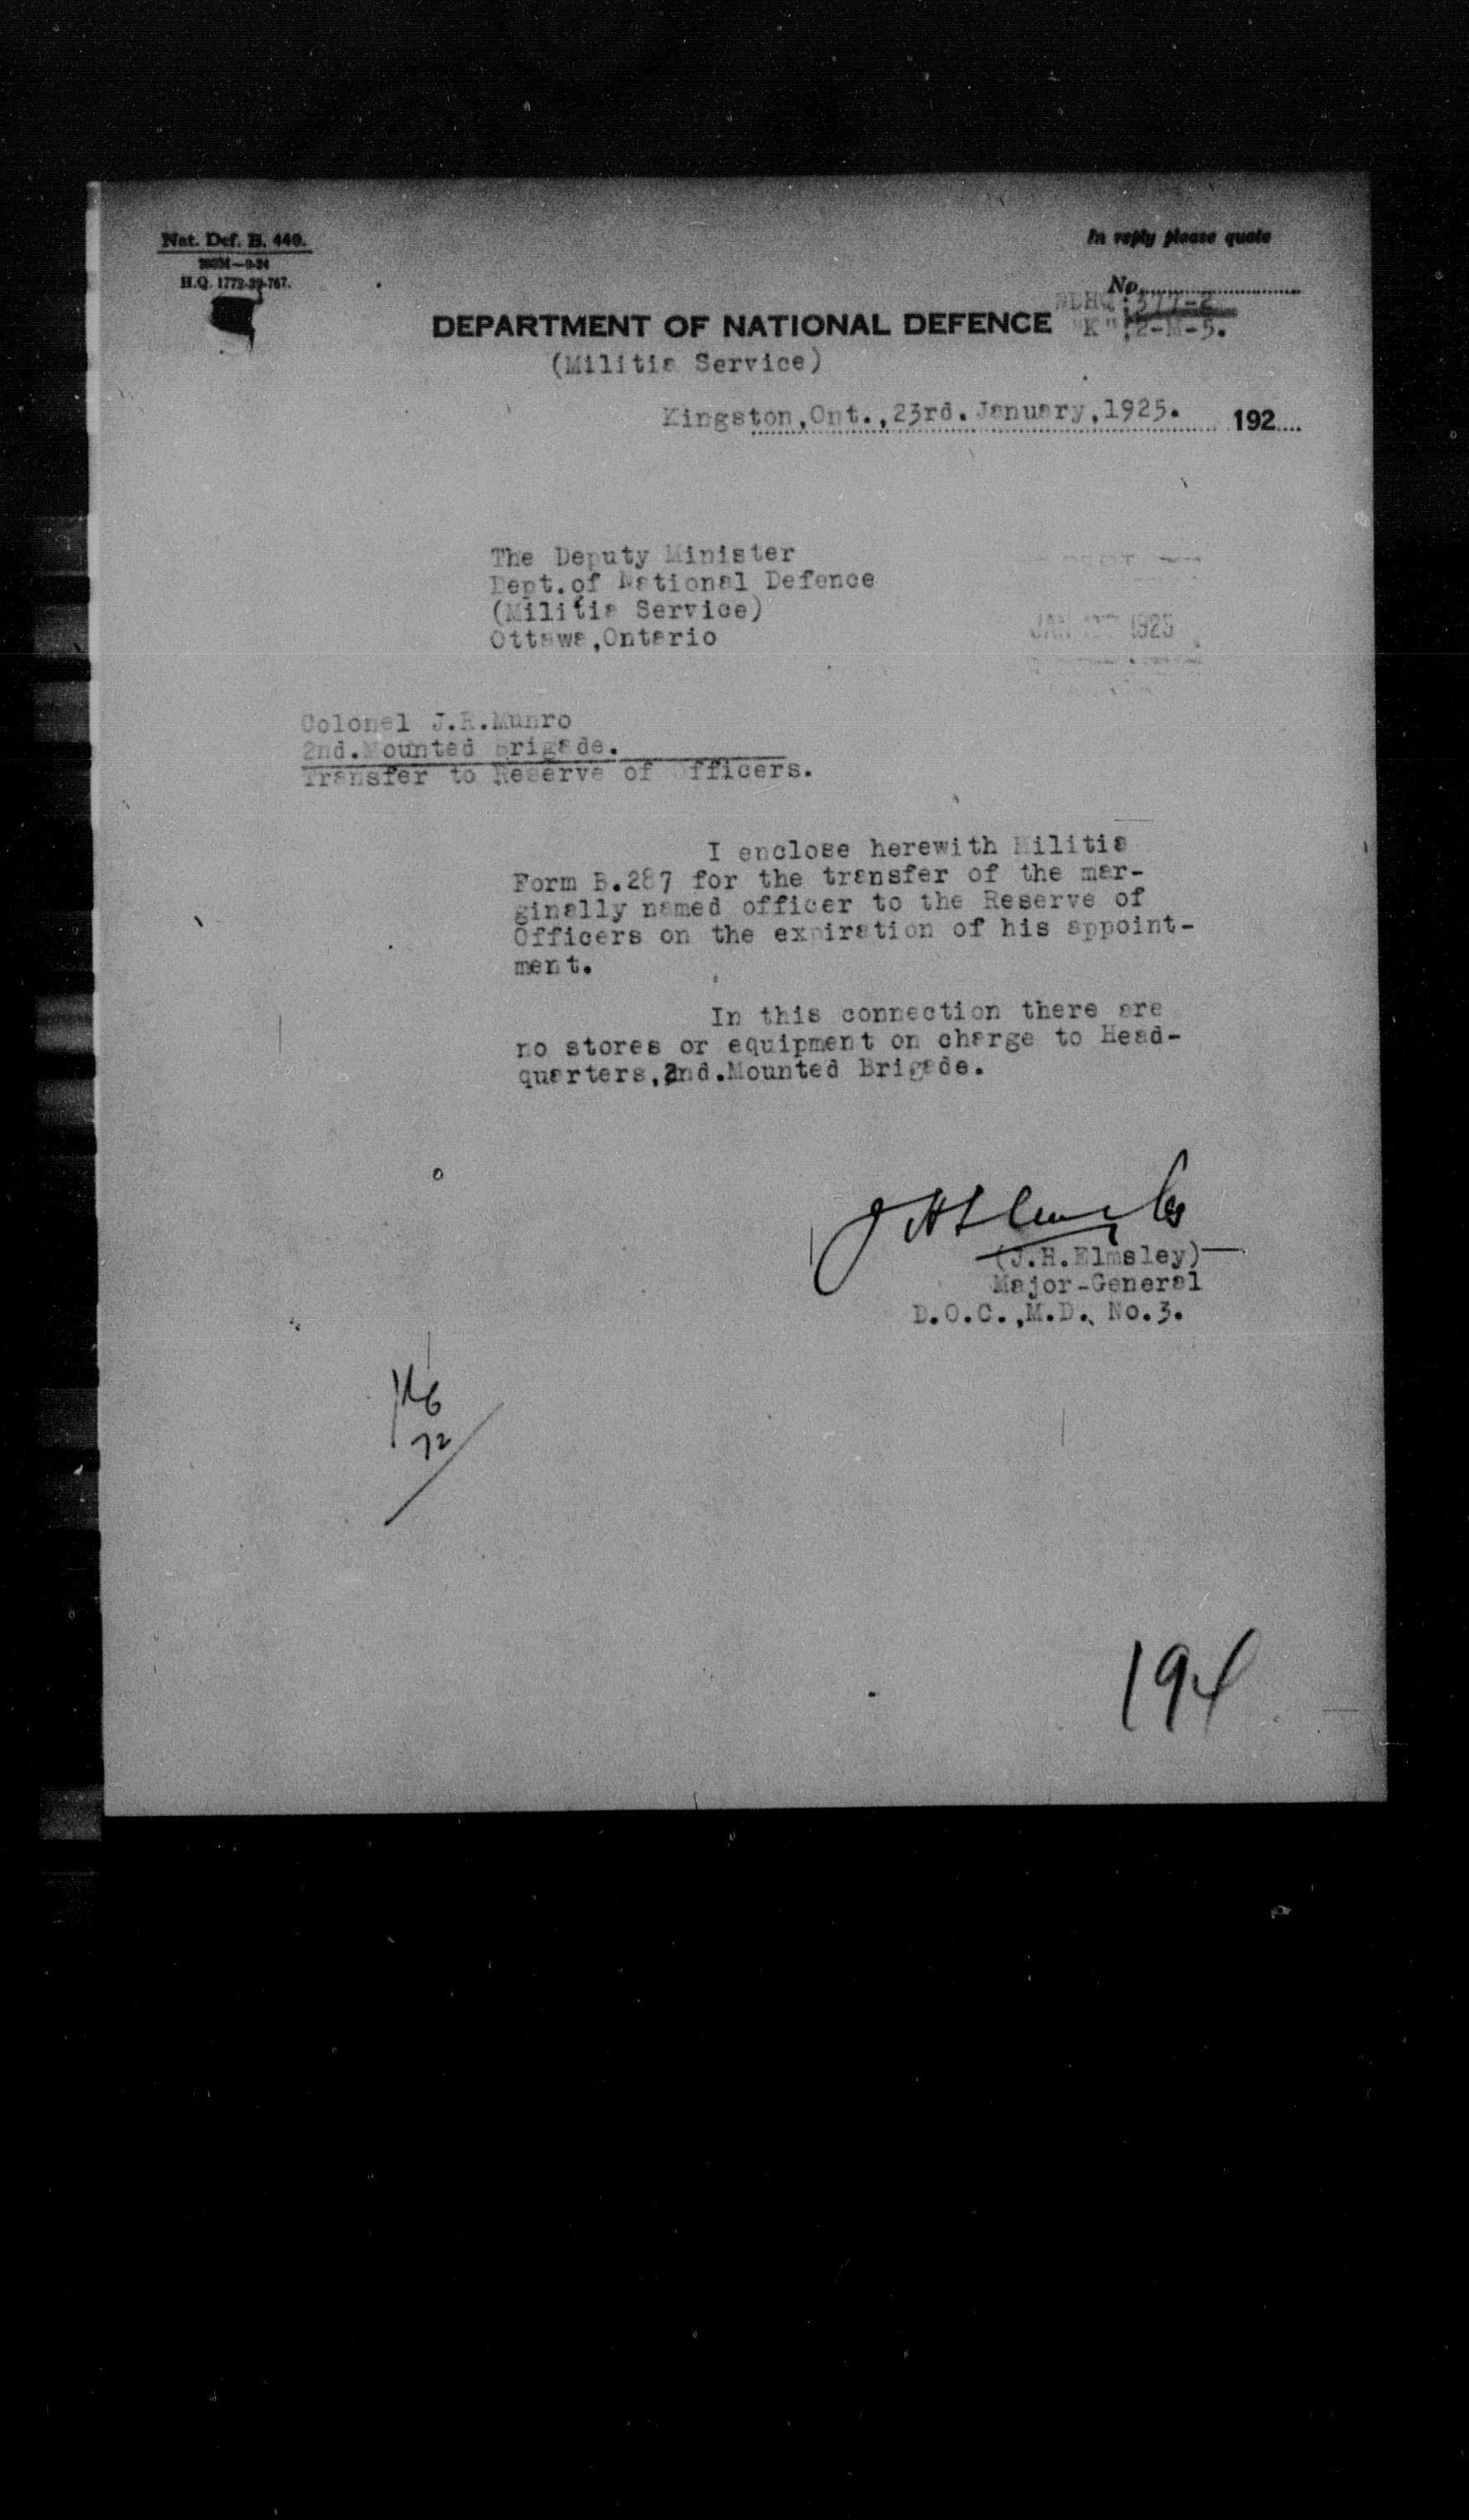 Nat. Def. B. 440.
H.Q. 1772-39-767.
In reply please quote
No.
"K" 2-M-5.
DEPARTMENT OF NATIONAL DEFENCE
(Militia Service)
Kingston,Ont.,23rd.January,1925. 192
The Deputy Minister
Dept.of National Defence
(Militia Service)
Ottawa,Ontario
JAN 1925
Colonel J.R.Munro
2nd.Mounted Brigade.
Transfer to Reserve of Officers.
I enclose herewith Militia
Form B.287 for the transfer of the mar-
ginally named officer to the Reserve of
Officers on the expiration of his appoint-
ment.
In this connection there are
no stores or equipment on charge to Head-
quarters,2nd.Mounted Brigade.
(J.H.Elmsley)
Major-General
D.O.C.,M.D. No.3.
194